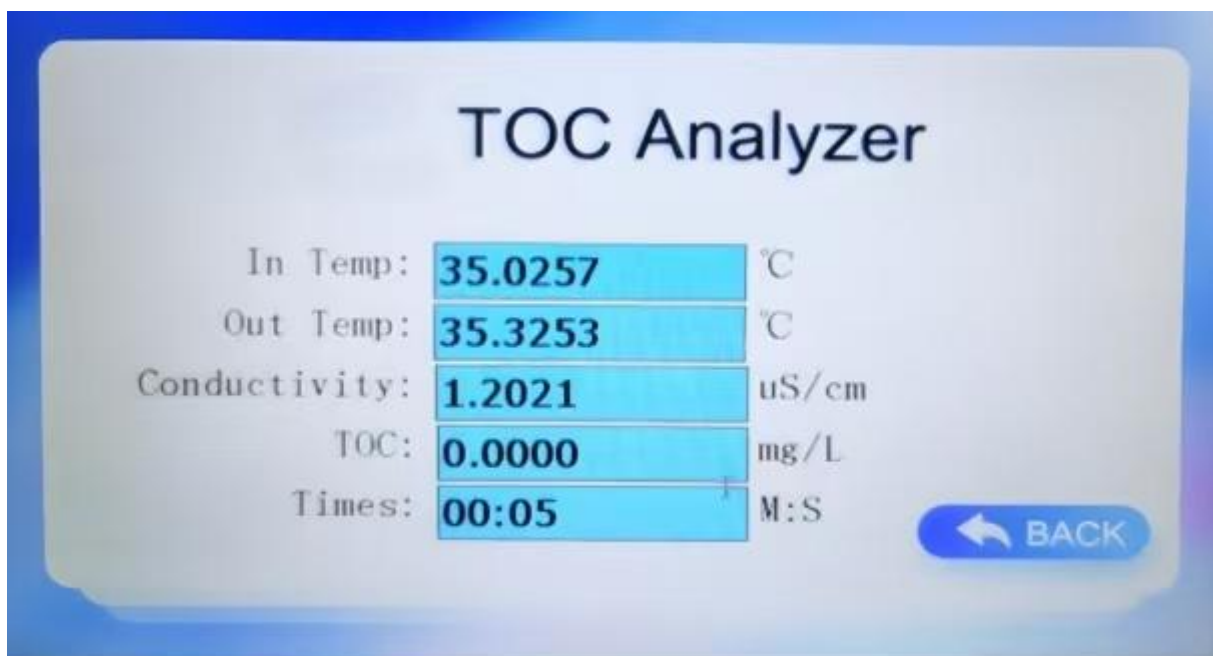 TOC Analyzer
In Temp: 35.0257 ℃
Out Temp: 35.3253 ℃
Conductivity: 1.2021 uS/cm
TOC: 0.0000 mg/L
Times: 00:05 M:S
BACK